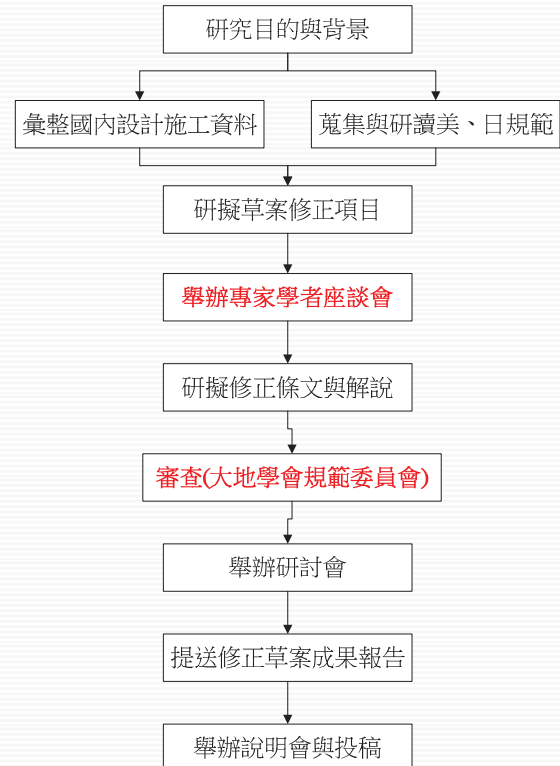 研究目的與背景
彙整國內設計施工資料
蒐集與研讀美、日規範
研擬草案修正項目
舉辦專家學者座談會
研擬修正條文與解說
審查(大地學會規範委員會)
舉辦研討會
提送修正草案成果報告
舉辦說明會與投稿